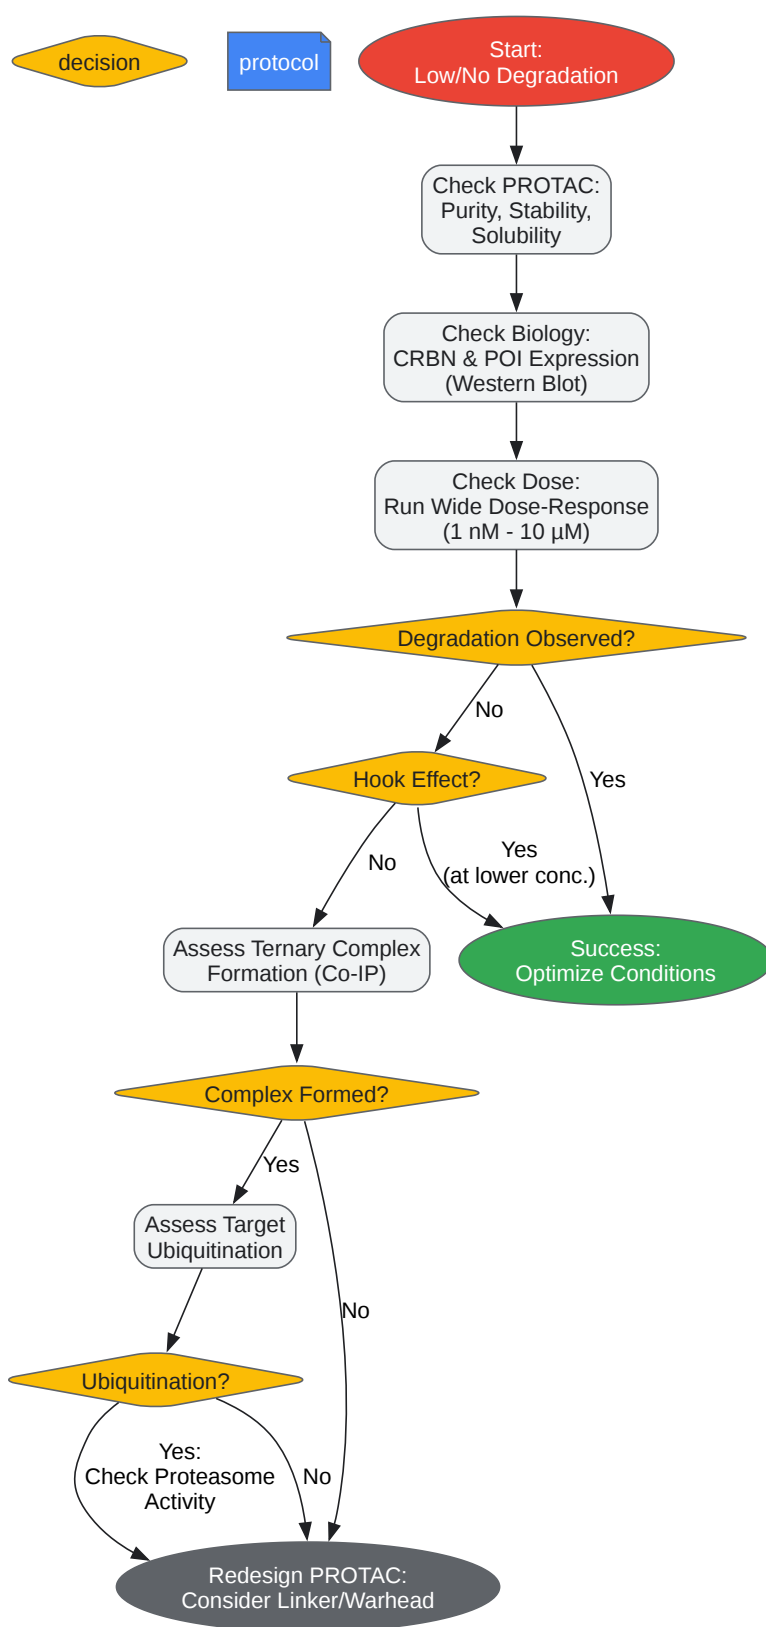 decision
protocol
Start:
Low/No Degradation
Check PROTAC:
Purity, Stability,
Solubility
Check Biology:
CRBN & POI Expression
(Western Blot)
Check Dose:
Run Wide Dose-Response
(1 nM - 10 µM)
Degradation Observed?
No
Hook Effect?
Yes
No
Yes
(at lower conc.)
Assess Ternary Complex
Formation (Co-IP)
Success:
Optimize Conditions
Complex Formed?
Yes
Assess Target
Ubiquitination
No
Ubiquitination?
Yes:
Check Proteasome
Activity
No
Redesign PROTAC:
Consider Linker/Warhead